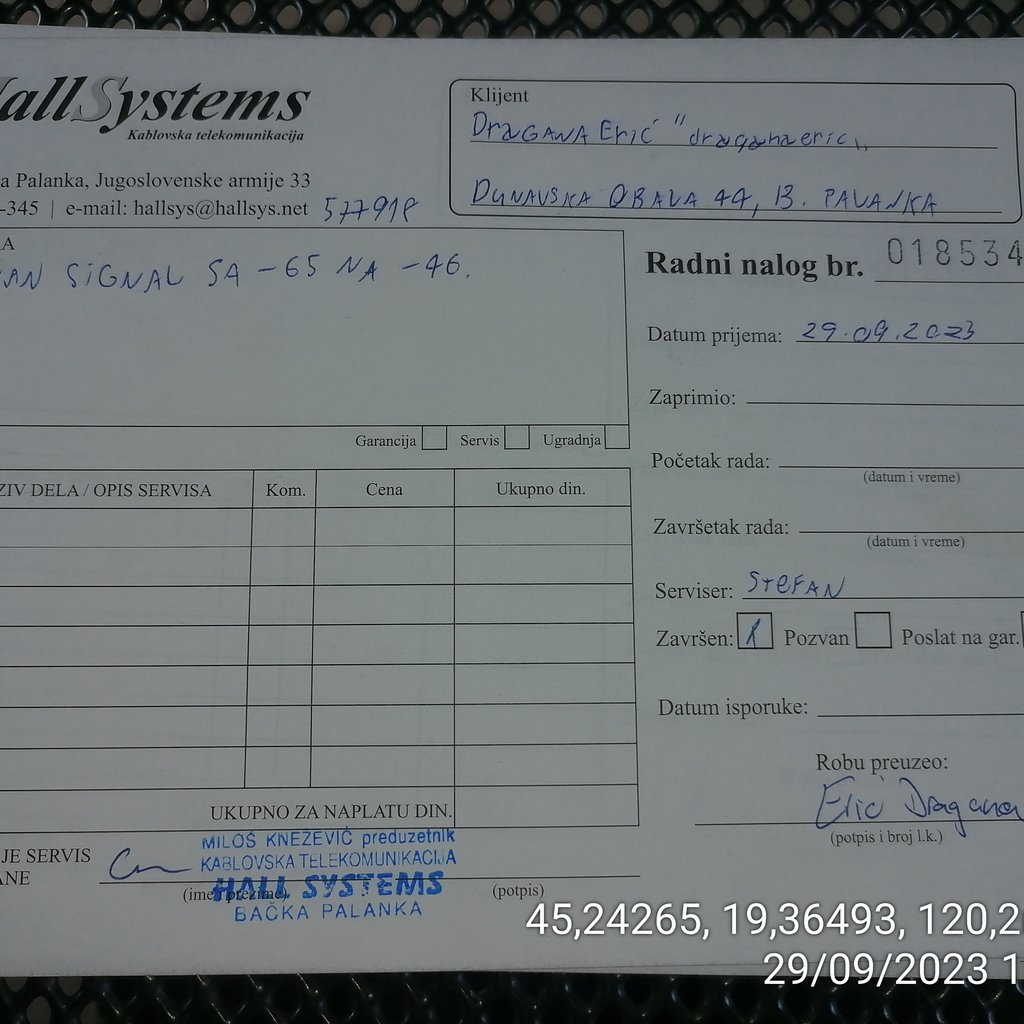 HallSystems
Kablovska telekomunikacija
a Palanka, Jugoslovenske armije 33
-345 | e-mail: hallsys@hallsys.net 577918
Klijent
DRAGANA ERIĆ "draganaeric"
DUNAVSKA OBALA 44, B. PALANKA
A
AN SIGNAL SA -65 NA -46.
Garancija Servis Ugradnja
Radni nalog br. 018534
Datum prijema: 29.09.2023
Zaprimio:
Početak rada:
(datum i vreme)
Završetak rada:
(datum i vreme)
Serviser: STEFAN
Završen: Pozvan Poslat na gar.
Datum isporuke:
Robu preuzeo:
Erić Dragana
(potpis i broj l.k.)
ZIV DELA / OPIS SERVISA Kom. Cena Ukupno din.
UKUPNO ZA NAPLATU DIN.
JE SERVIS
ANE
(ime i prezime) (potpis)
MILOŠ KNEŽEVIĆ preduzetnik
KABLOVSKA TELEKOMUNIKACIJA
HALL SYSTEMS
BAČKA PALANKA
45,24265, 19,36493, 120,2
29/09/2023 1